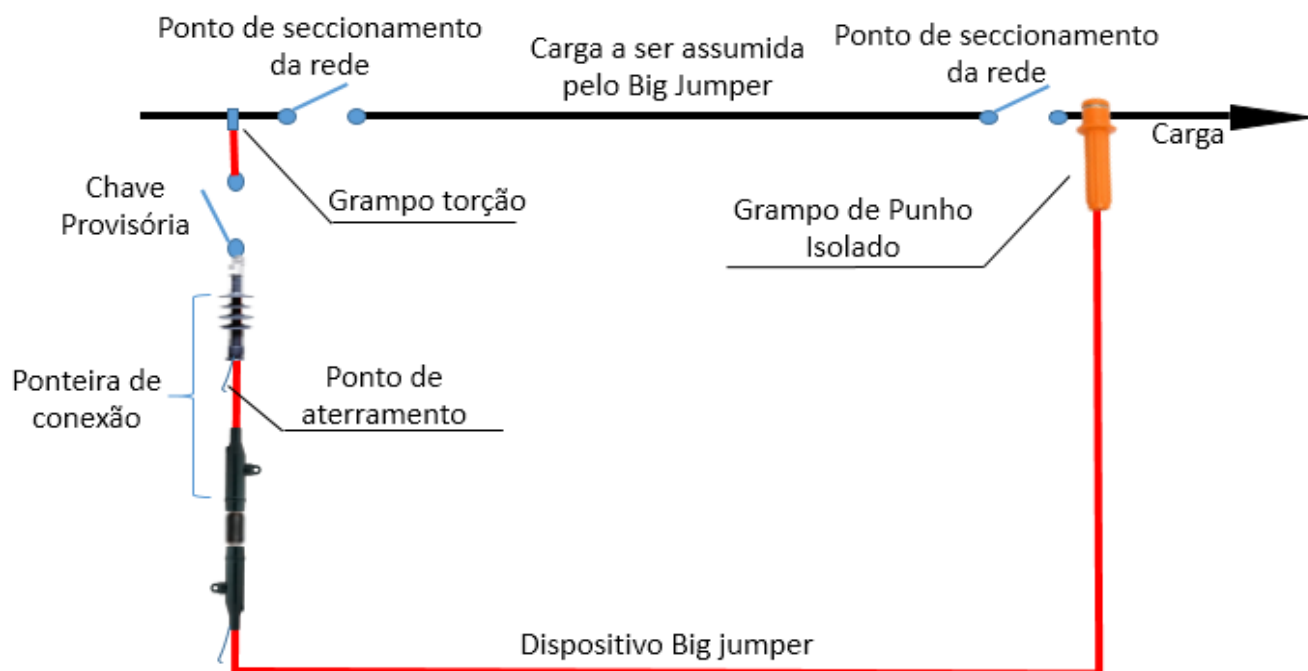 Ponto de seccionamento
da rede
Carga a ser assumida
pelo Big Jumper
Ponto de seccionamento
da rede
Carga
Chave
Provisória
Grampo torção
Grampo de Punho
Isolado
Ponteira de
conexão
Ponto de
aterramento
Dispositivo Big jumper